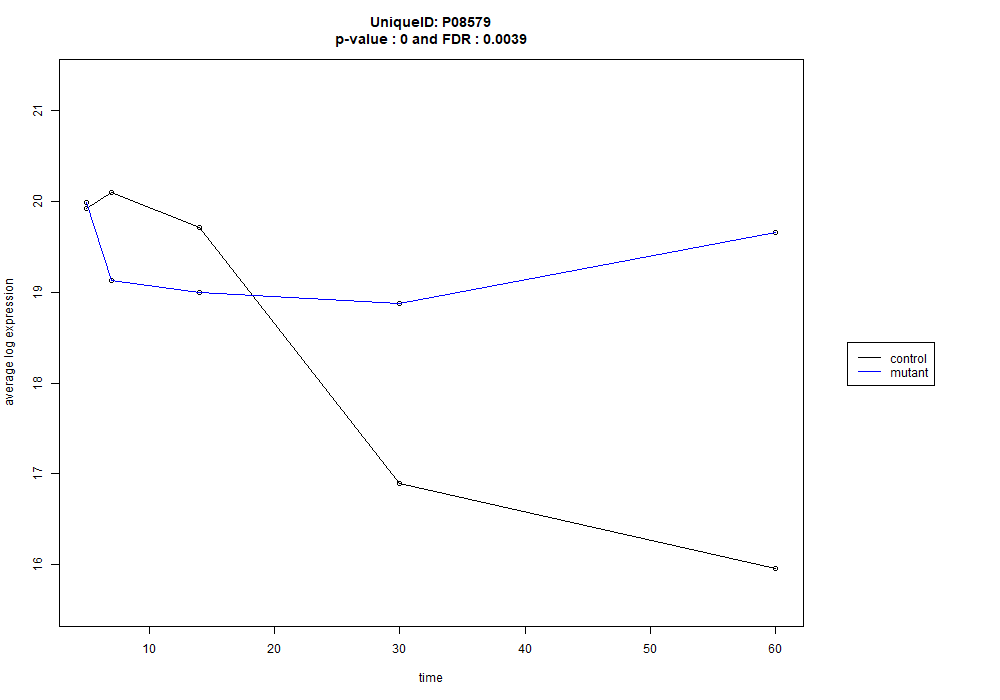 UniqueID: P08579
p-value : 0 and FDR : 0.0039
average log expression
21
20
19
18
17
16
10
20
30
40
50
60
time
control
mutant